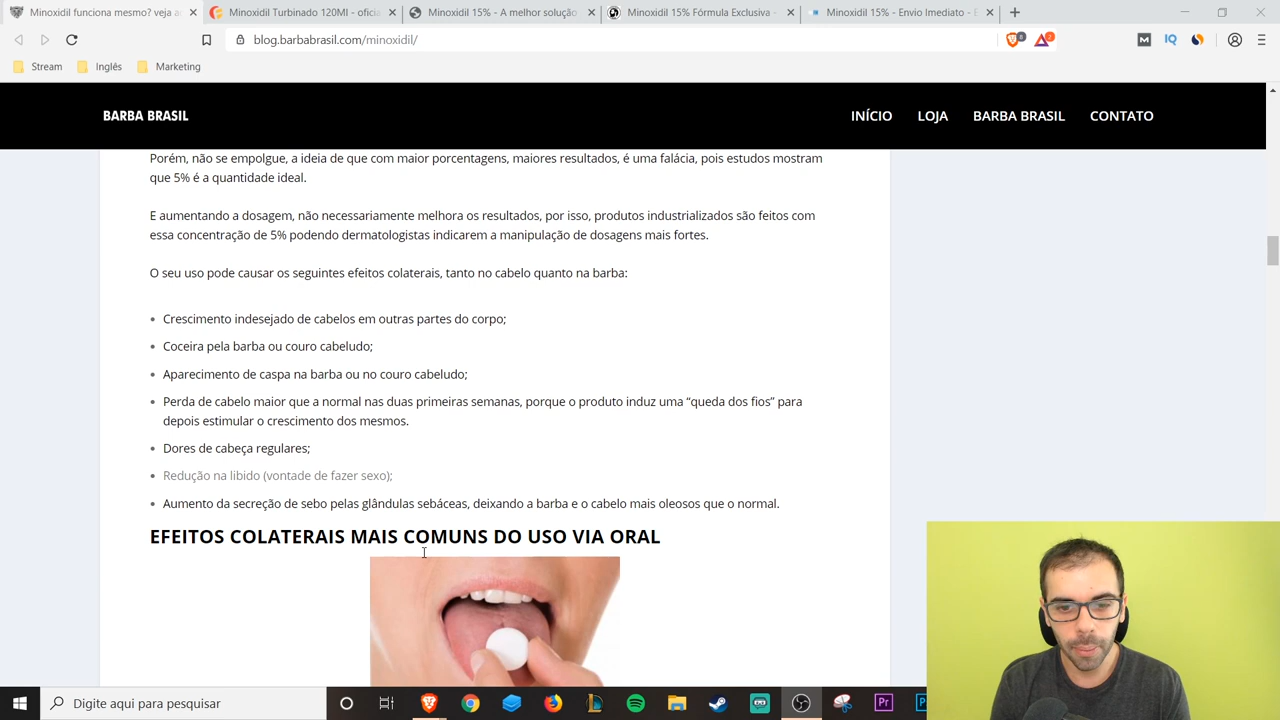 Minoxidil funciona mesmo? veja as
Minoxidil Turbinado 120Ml - oficia
Minoxidil 15% - A melhor solução
Minoxidil 15% Fórmula Exclusiva -
Minoxidil 15% - Envio Imediato - E
blog.barbabrasil.com/minoxidil/
Stream
Inglês
Marketing
BARBA BRASIL
INÍCIO
LOJA
BARBA BRASIL
CONTATO
Porém, não se empolgue, a ideia de que com maior porcentagens, maiores resultados, é uma falácia, pois estudos mostram
que 5% é a quantidade ideal.
E aumentando a dosagem, não necessariamente melhora os resultados, por isso, produtos industrializados são feitos com
essa concentração de 5% podendo dermatologistas indicarem a manipulação de dosagens mais fortes.
O seu uso pode causar os seguintes efeitos colaterais, tanto no cabelo quanto na barba:
Crescimento indesejado de cabelos em outras partes do corpo;
Coceira pela barba ou couro cabeludo;
Aparecimento de caspa na barba ou no couro cabeludo;
Perda de cabelo maior que a normal nas duas primeiras semanas, porque o produto induz uma “queda dos fios” para
depois estimular o crescimento dos mesmos.
Dores de cabeça regulares;
Redução na libido (vontade de fazer sexo);
Aumento da secreção de sebo pelas glândulas sebáceas, deixando a barba e o cabelo mais oleosos que o normal.
EFEITOS COLATERAIS MAIS COMUNS DO USO VIA ORAL
Digite aqui para pesquisar
Pr